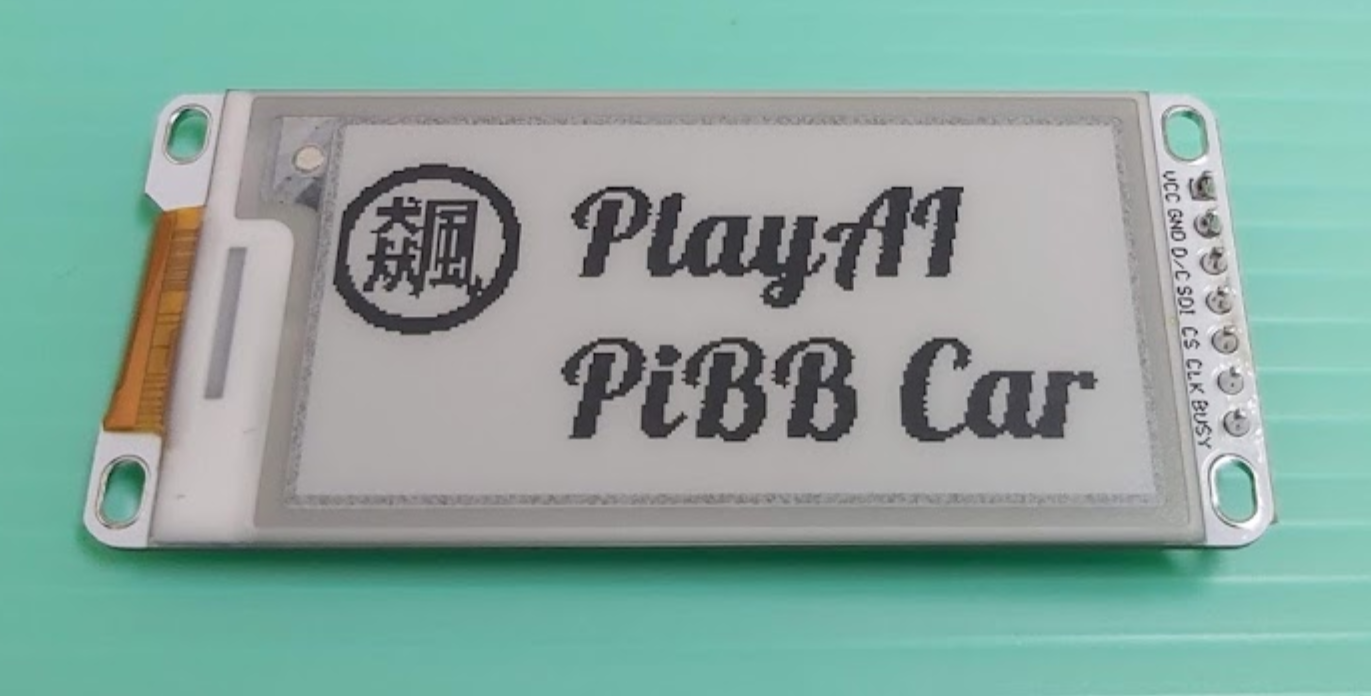 飆
PlayAI
PiBB Car
VCC GND D/C SDI CS CLK BUSY